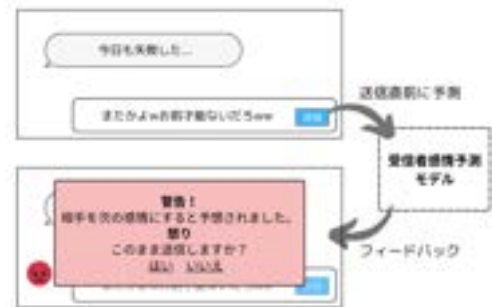 今日も失敗した...
またかよwお前才能ないだろww
送信
送信直前に予測
受信者感情予測
モデル
警告！
相手を次の感情にすると予想されました。
怒り
このまま送信しますか？
はい いいえ
フィードバック